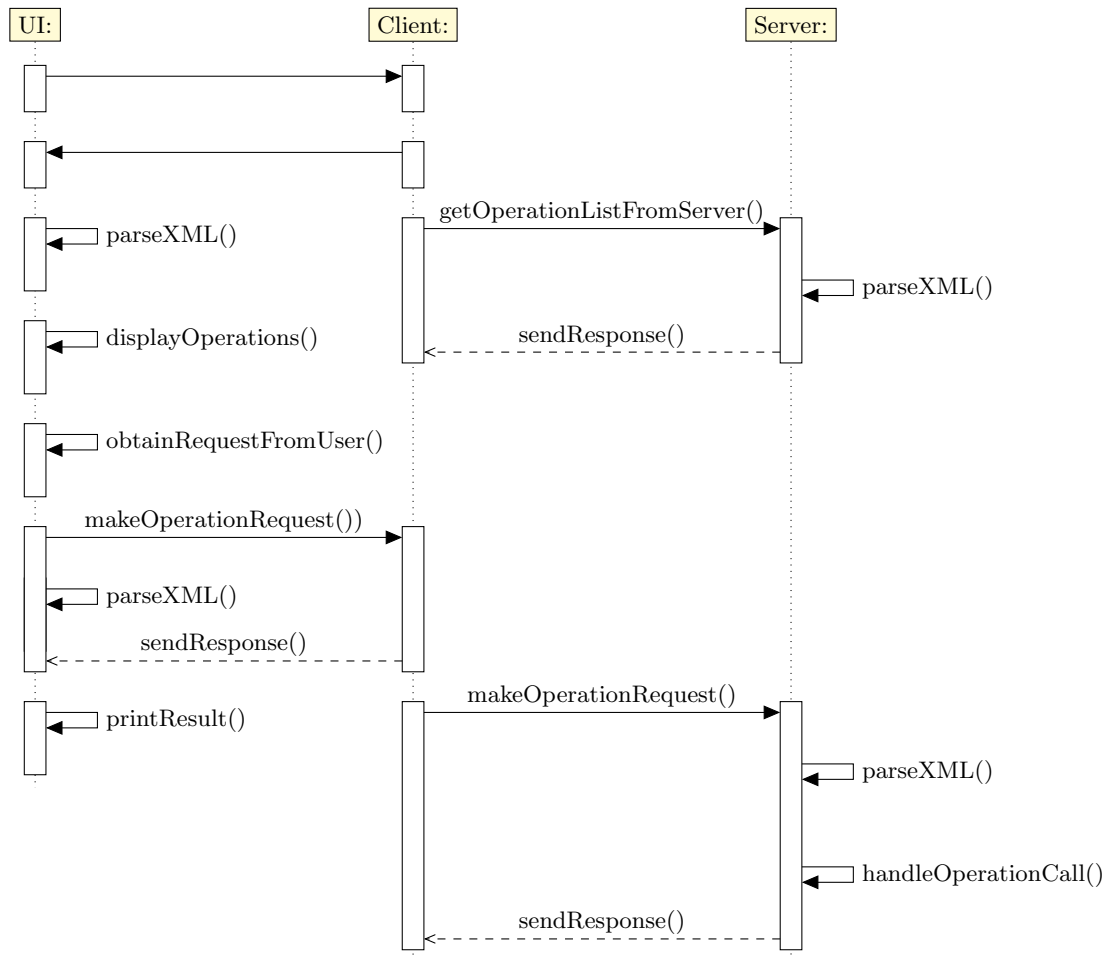 UI:
Client:
Server:
getOperationListFromServer()
parseXML()
parseXML()
sendResponse()
displayOperations()
obtainRequestFromUser()
makeOperationRequest())
parseXML()
sendResponse()
makeOperationRequest()
printResult()
parseXML()
handleOperationCall()
sendResponse()